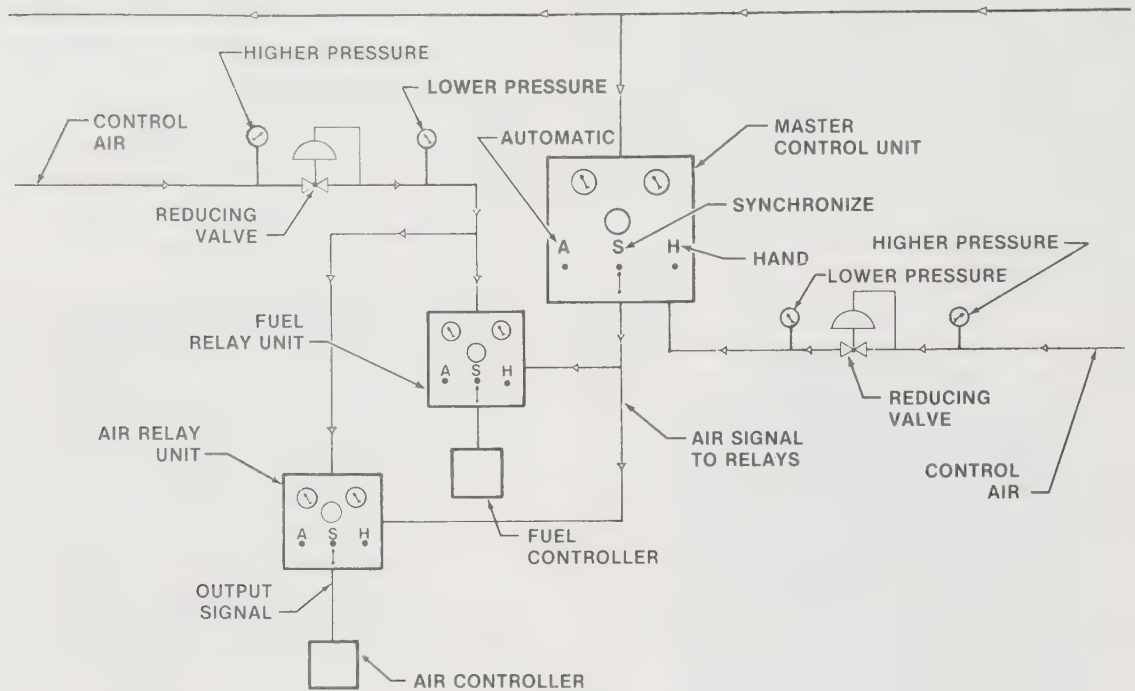 HIGHER PRESSURE
LOWER PRESSURE
CONTROL
AIR
AUTOMATIC
MASTER
CONTROL UNIT
REDUCING
VALVE
SYNCHRONIZE
A S H
HAND
HIGHER PRESSURE
LOWER PRESSURE
FUEL
RELAY UNIT
A S H
REDUCING
VALVE
AIR RELAY
UNIT
AIR SIGNAL
TO RELAYS
CONTROL
AIR
A S H
FUEL
CONTROLLER
OUTPUT
SIGNAL
AIR CONTROLLER